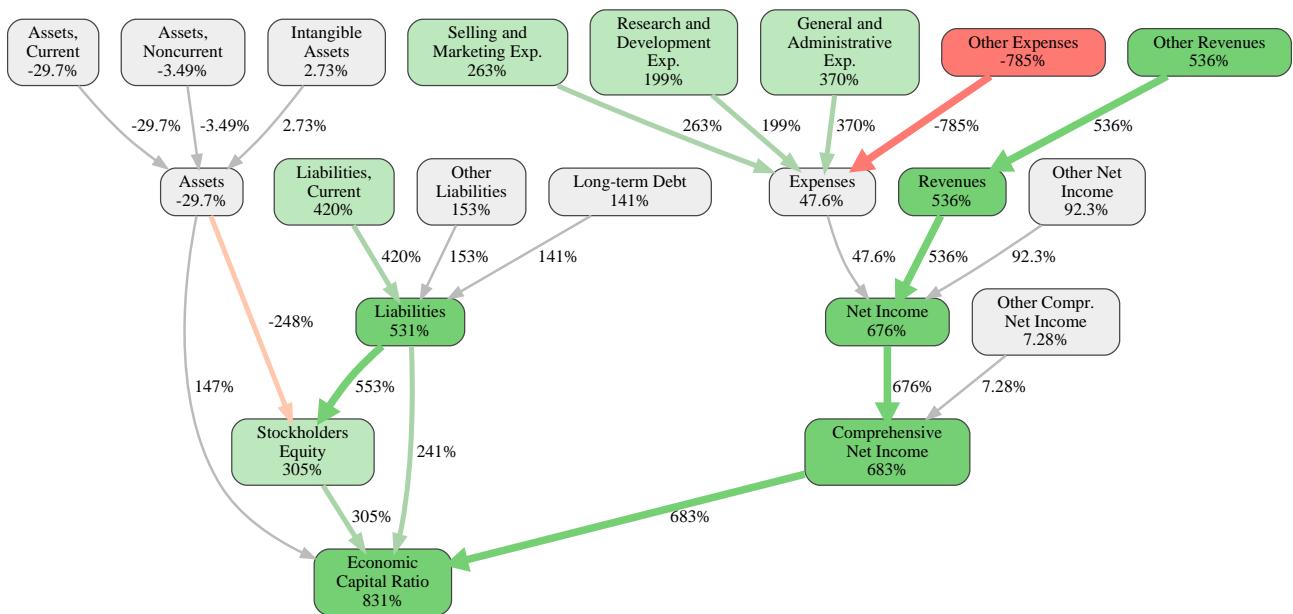 Assets,
Current
-29.7%
Assets,
Noncurrent
-3.49%
Intangible
Assets
2.73%
Selling and
Marketing Exp.
263%
Research and
Development
Exp.
199%
General and
Administrative
Exp.
370%
Other Expenses
-785%
Other Revenues
536%
-29.7%
-3.49%
2.73%
263%
199%
370%
-785%
536%
Assets
-29.7%
Liabilities,
Current
420%
Other
Liabilities
153%
Long-term Debt
141%
Expenses
47.6%
Revenues
536%
Other Net
Income
92.3%
420%
153%
141%
47.6%
536%
92.3%
-248%
Liabilities
531%
Net Income
676%
Other Compr.
Net Income
7.28%
147%
553%
676%
7.28%
Stockholders
Equity
305%
241%
Comprehensive
Net Income
683%
305%
683%
Economic
Capital Ratio
831%